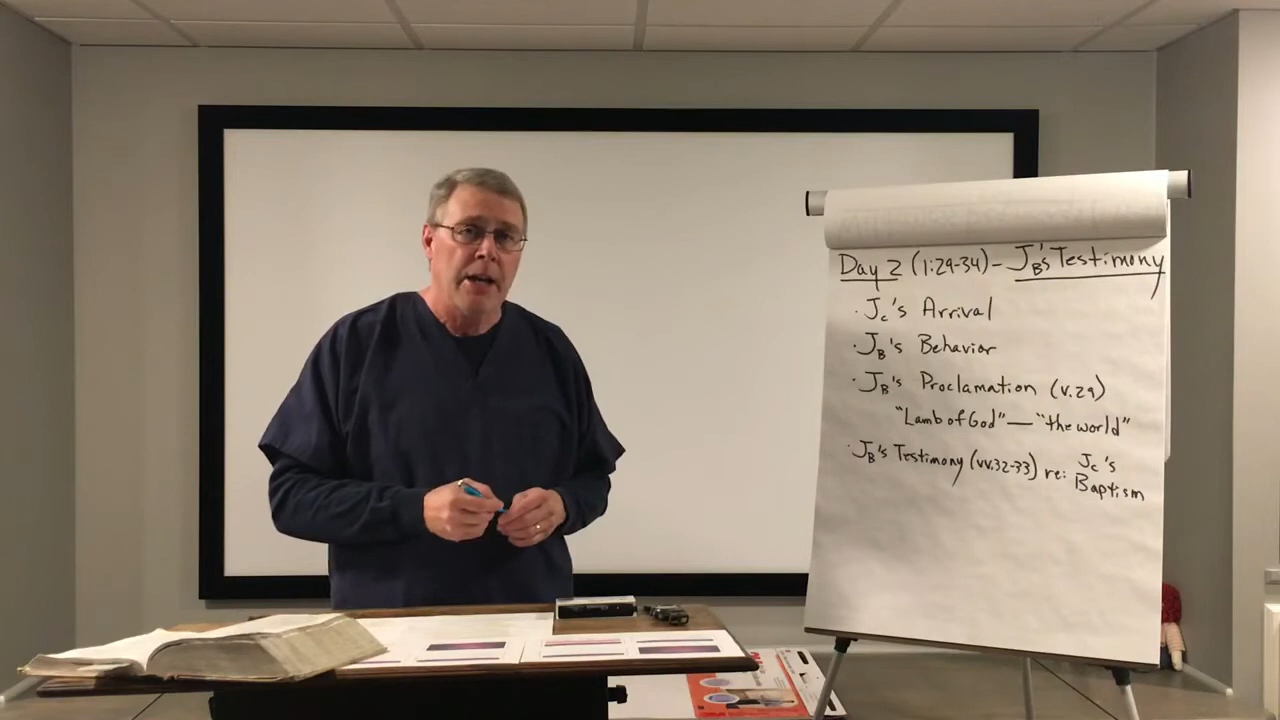 Day 2 (1:29-34) - JB's Testimony
· Jc's Arrival
· JB's Behavior
· JB's Proclamation (v.29)
"Lamb of God" — "the world"
· JB's Testimony (vv.32-33) re: Jc's
Baptism